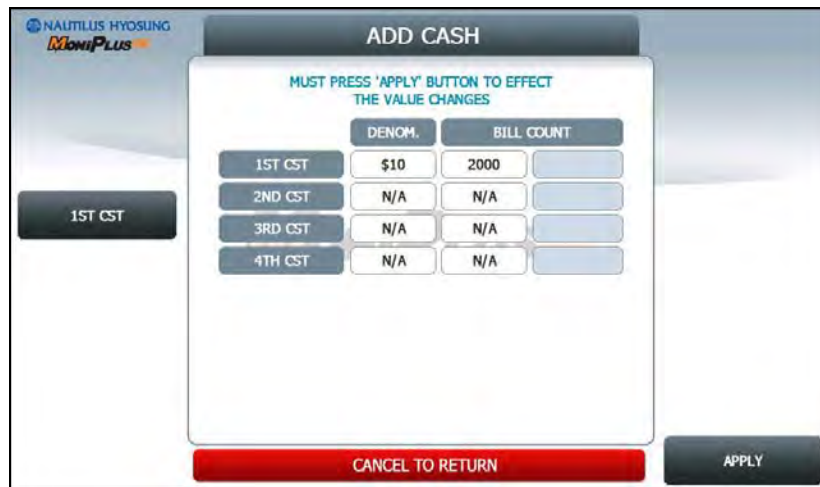 NAUTILUS HYOSUNG
MONIPLUS
ADD CASH
MUST PRESS 'APPLY' BUTTON TO EFFECT
THE VALUE CHANGES
DENOM. BILL COUNT
1ST CST $10 2000
2ND CST N/A N/A
3RD CST N/A N/A
4TH CST N/A N/A
1ST CST
CANCEL TO RETURN
APPLY